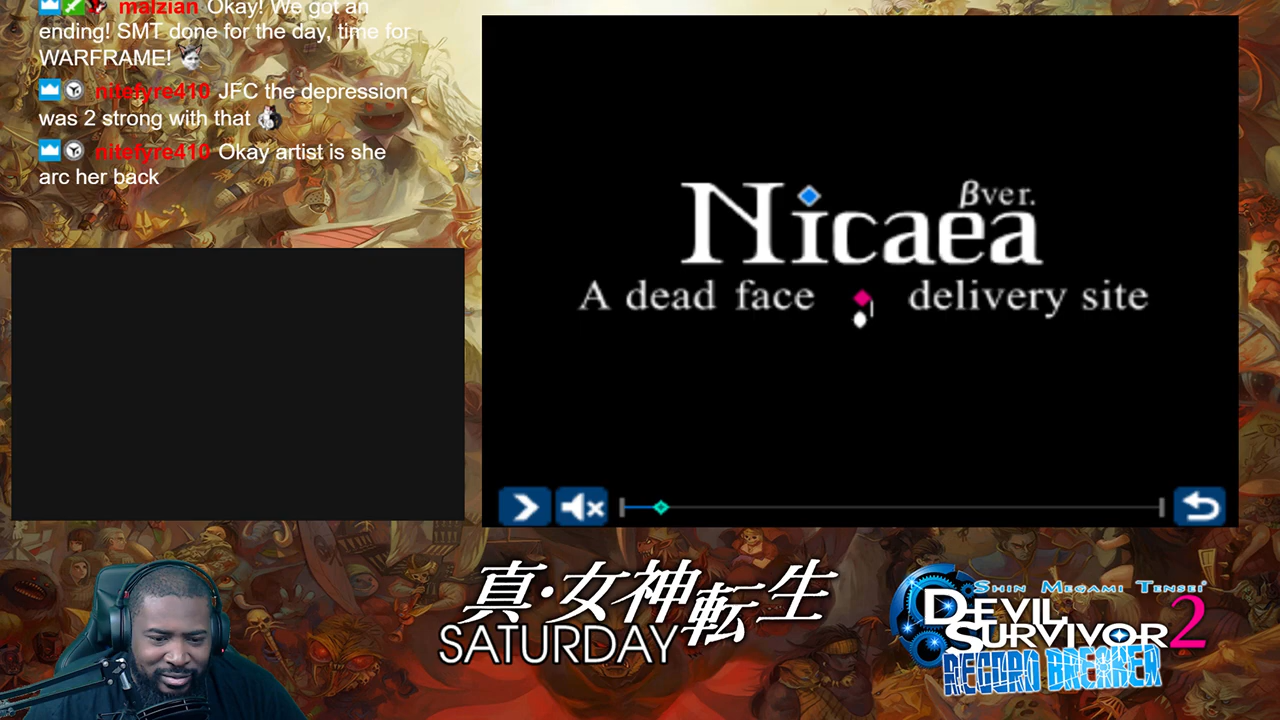 malzian Okay! We got an
ending! SMT done for the day, time for
WARFRAME!
nitefyre410 JFC the depression
was 2 strong with that
nitefyre410 Okay artist is she
arc her back
βver.
Nicaea
A dead face delivery site
真・女神転生
SATURDAY
SHIN MEGAMI TENSEI
DEVIL
SURVIVOR 2
RECORD BREAKER